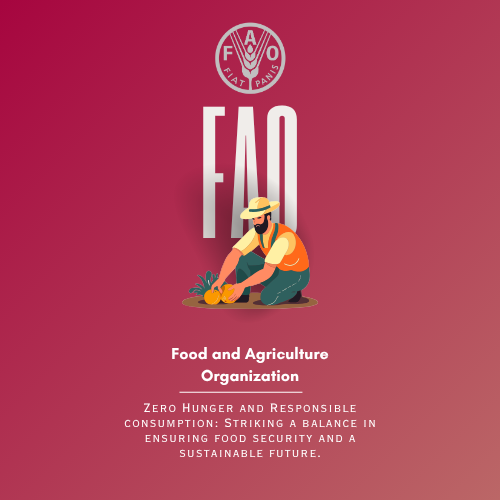 F A O
FIAT PANIS
FAO
Food and Agriculture
Organization
Zero Hunger and Responsible
consumption: Striking a balance in
ensuring food security and a
sustainable future.